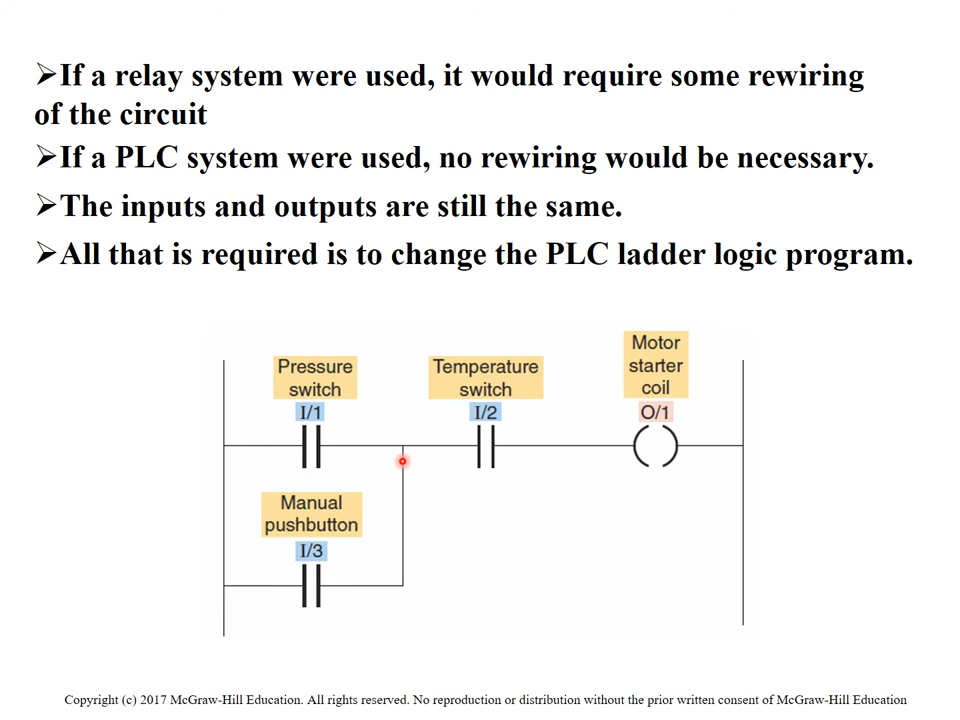 ➢If a relay system were used, it would require some rewiring
of the circuit
➢If a PLC system were used, no rewiring would be necessary.
➢The inputs and outputs are still the same.
➢All that is required is to change the PLC ladder logic program.
Pressure
switch
I/1
Temperature
switch
I/2
Motor
starter
coil
O/1
Manual
pushbutton
I/3
Copyright (c) 2017 McGraw-Hill Education. All rights reserved. No reproduction or distribution without the prior written consent of McGraw-Hill Education